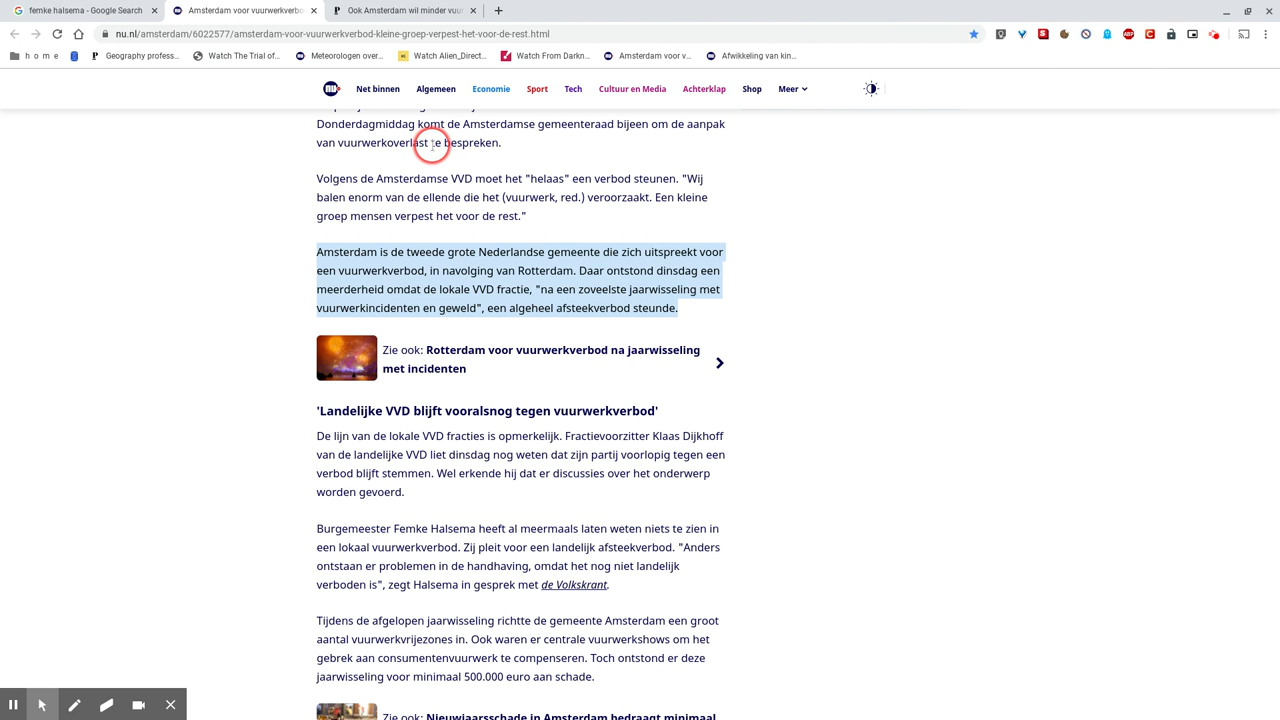 femke halsema - Google Search
Amsterdam voor vuurwerkverbo
Ook Amsterdam wil minder vuur
nu.nl/amsterdam/6022577/amsterdam-voor-vuurwerkverbod-kleine-groep-verpest-het-voor-de-rest.html
h o m e
Geography profess...
Watch The Trial of...
Meteorologen over...
Watch Alien_Direct...
Watch From Darkn...
Amsterdam voor v...
Afwikkeling van kin...
NU+
Net binnen
Algemeen
Economie
Sport
Tech
Cultuur en Media
Achterklap
Shop
Meer
Donderdagmiddag komt de Amsterdamse gemeenteraad bijeen om de aanpak
van vuurwerkoverlast te bespreken.
Volgens de Amsterdamse VVD moet het "helaas" een verbod steunen. "Wij
balen enorm van de ellende die het (vuurwerk, red.) veroorzaakt. Een kleine
groep mensen verpest het voor de rest."
Amsterdam is de tweede grote Nederlandse gemeente die zich uitspreekt voor
een vuurwerkverbod, in navolging van Rotterdam. Daar ontstond dinsdag een
meerderheid omdat de lokale VVD fractie, "na een zoveelste jaarwisseling met
vuurwerkincidenten en geweld", een algeheel afsteekverbod steunde.
Zie ook: Rotterdam voor vuurwerkverbod na jaarwisseling
met incidenten
'Landelijke VVD blijft vooralsnog tegen vuurwerkverbod'
De lijn van de lokale VVD fracties is opmerkelijk. Fractievoorzitter Klaas Dijkhoff
van de landelijke VVD liet dinsdag nog weten dat zijn partij voorlopig tegen een
verbod blijft stemmen. Wel erkende hij dat er discussies over het onderwerp
worden gevoerd.
Burgemeester Femke Halsema heeft al meermaals laten weten niets te zien in
een lokaal vuurwerkverbod. Zij pleit voor een landelijk afsteekverbod. "Anders
ontstaan er problemen in de handhaving, omdat het nog niet landelijk
verboden is", zegt Halsema in gesprek met de Volkskrant.
Tijdens de afgelopen jaarwisseling richtte de gemeente Amsterdam een groot
aantal vuurwerkvrijezones in. Ook waren er centrale vuurwerkshows om het
gebrek aan consumentenvuurwerk te compenseren. Toch ontstond er deze
jaarwisseling voor minimaal 500.000 euro aan schade.
Zie ook: Nieuwjaarsschade in Amsterdam bedraagt minimaal